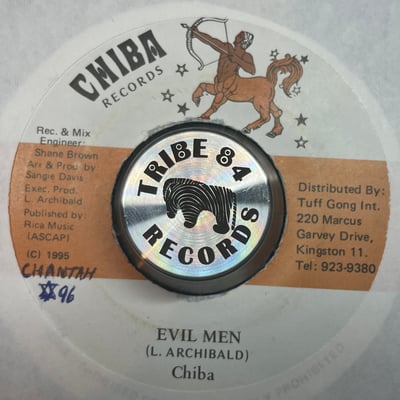 CHIBA
RECORDS
Rec. & Mix
Engineer:
Shane Brown
Arr & Prod. by
Sangie Davis
Exec. Prod.
L. Archibald
Published by
Rica Music
(ASCAP)
(C) 1995
CHANTAH
96
TRIBE 84
RECORDS
Distributed By:
Tuff Gong Int.
220 Marcus
Garvey Drive,
Kingston 11.
Tel: 923-9380
EVIL MEN
(L. ARCHIBALD)
Chiba
PROHIBITED